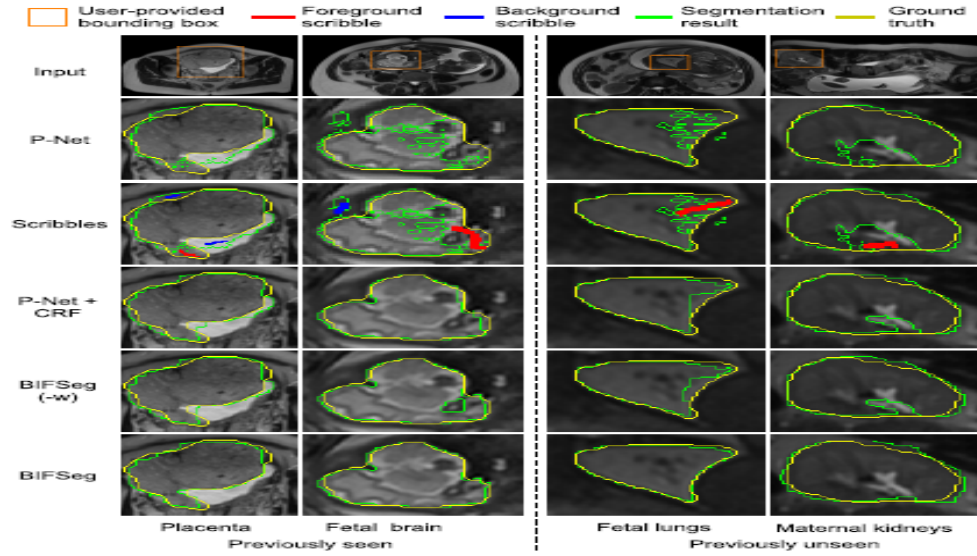 User-provided bounding box
Foreground scribble
Background scribble
Segmentation result
Ground truth
Input
P-Net
Scribbles
P-Net +
CRF
BIFSeg
(-w)
BIFSeg
Placenta
Fetal brain
Fetal lungs
Maternal kidneys
Previously seen
Previously unseen